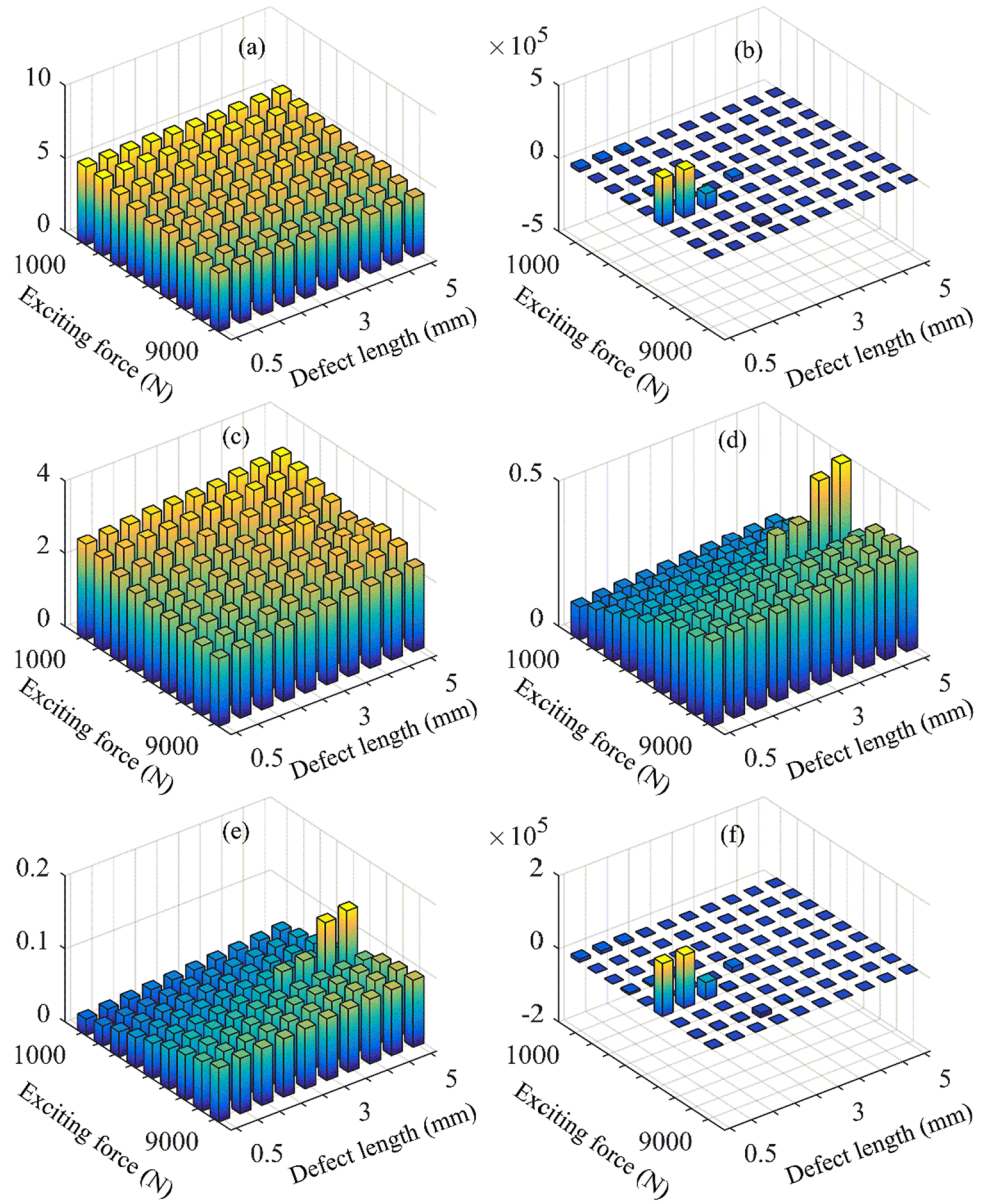 (a)
10
5
0
1000
9000
Exciting force (N)
0.5
3
5
Defect length (mm)
(b)
×10⁵
5
0
-5
1000
9000
Exciting force (N)
0.5
3
5
Defect length (mm)
(c)
4
2
0
1000
9000
Exciting force (N)
0.5
3
5
Defect length (mm)
(d)
0.5
0
1000
9000
Exciting force (N)
0.5
3
5
Defect length (mm)
(e)
0.2
0.1
0
1000
9000
Exciting force (N)
0.5
3
5
Defect length (mm)
(f)
×10⁵
2
0
-2
1000
9000
Exciting force (N)
0.5
3
5
Defect length (mm)